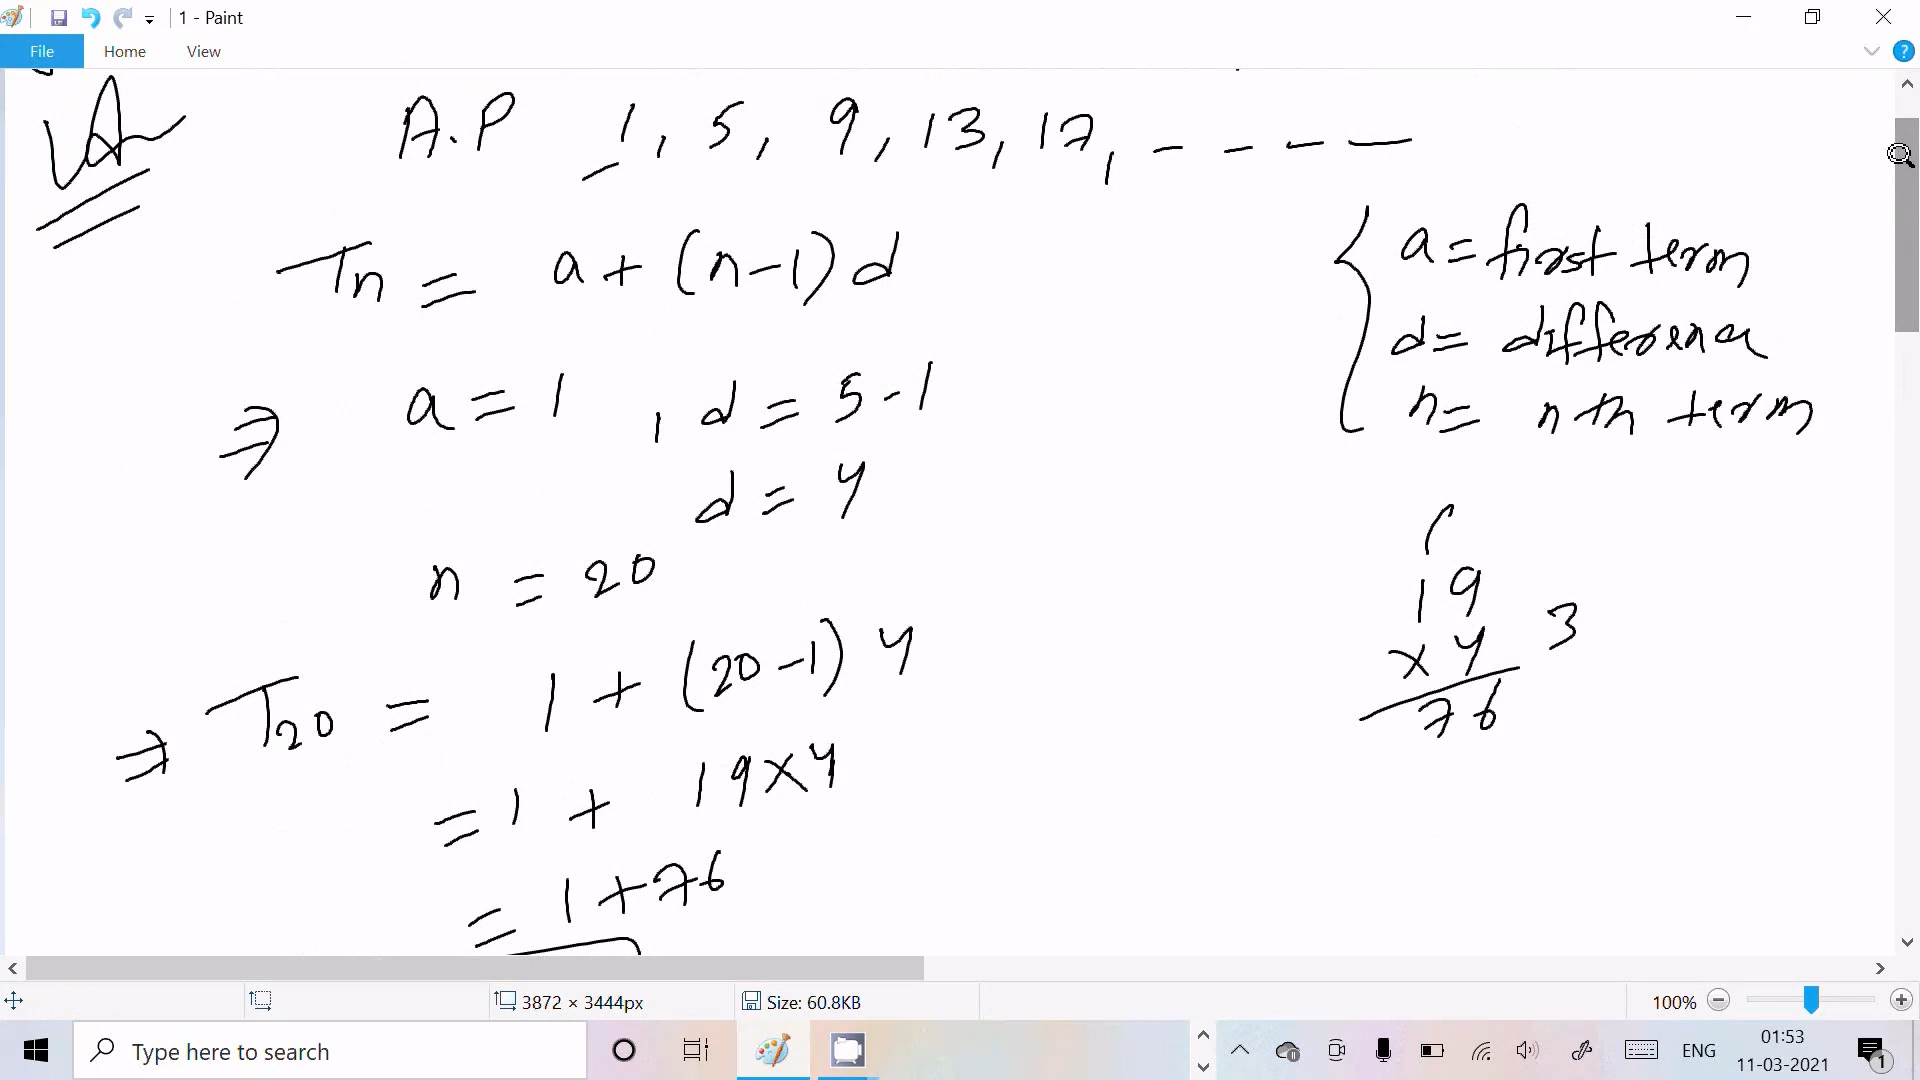 1 - Paint
File Home View
A.P 1, 5, 9, 13, 17, - - - —
Tn = a + (n-1) d
{ a = first term
d = difference
n = nth term
⇒ a = 1 , d = 5 - 1
d = 4
n = 20
⇒ T20 = 1 + (20-1) 4
= 1 + 19×4
= 1 + 76
19
×4 3
76
3872 × 3444px Size: 60.8KB 100%
Type here to search ENG 01:53
11-03-2021 1